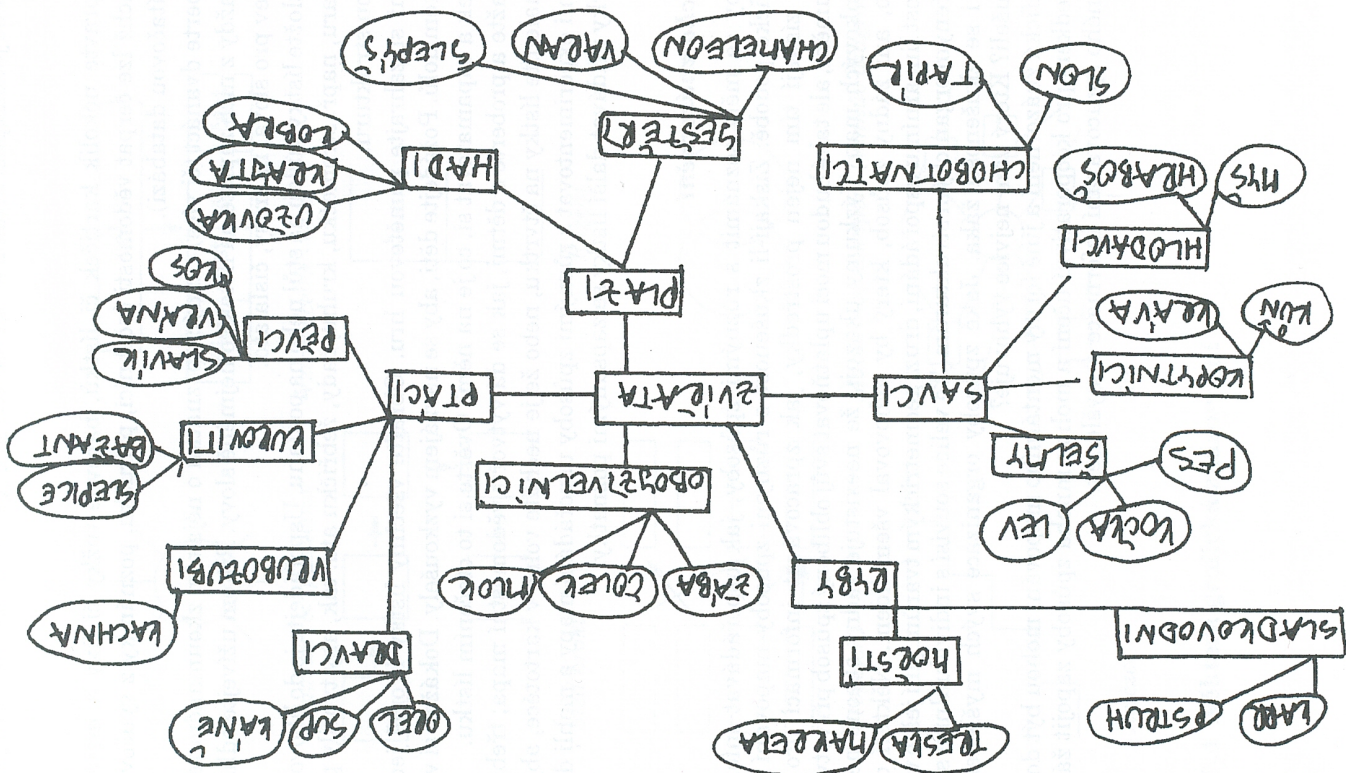 KAPR
PSTRUH
TRESKA
MAKRELA
OREL
SUP
KÁNĚ
SLADKOVODNÍ
MOŘSTÍ
DRAVCI
KACHNA
RYBY
VRUBOZUBÍ
ŽÁBA
ČOLEK
MLOK
KOČKA
LEV
PES
ŠELMY
OBOJŽIVELNÍCI
SLEPICE
BAŽANT
KUROVITÍ
SAVCI
ZVÍŘATA
PTÁCI
KOPYTNÍCI
KŮŇ
KRÁVA
PĚVCI
SLAVÍK
VRÁNA
KOS
PLAZI
HLODAVCI
MYŠ
HRABOŠ
CHOBOTNATCI
SLON
TAPÍR
HADI
UŽOVKA
KRAJTA
KOBRA
JEŠTĚŘI
CHAMELEON
VARAN
SLEPÝŠ